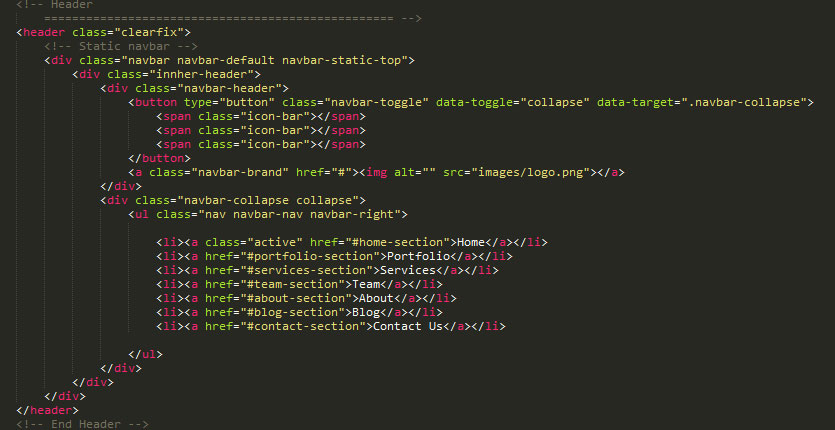 <!-- Header
================================================== -->
<header class="clearfix">
<!-- Static navbar -->
<div class="navbar navbar-default navbar-static-top">
<div class="innher-header">
<div class="navbar-header">
<button type="button" class="navbar-toggle" data-toggle="collapse" data-target=".navbar-collapse">
<span class="icon-bar"></span>
<span class="icon-bar"></span>
<span class="icon-bar"></span>
</button>
<a class="navbar-brand" href="#"><img alt="" src="images/logo.png"></a>
</div>
<div class="navbar-collapse collapse">
<ul class="nav navbar-nav navbar-right">
<li><a class="active" href="#home-section">Home</a></li>
<li><a href="#portfolio-section">Portfolio</a></li>
<li><a href="#services-section">Services</a></li>
<li><a href="#team-section">Team</a></li>
<li><a href="#about-section">About</a></li>
<li><a href="#blog-section">Blog</a></li>
<li><a href="#contact-section">Contact Us</a></li>
</ul>
</div>
</div>
</div>
</header>
<!-- End Header -->